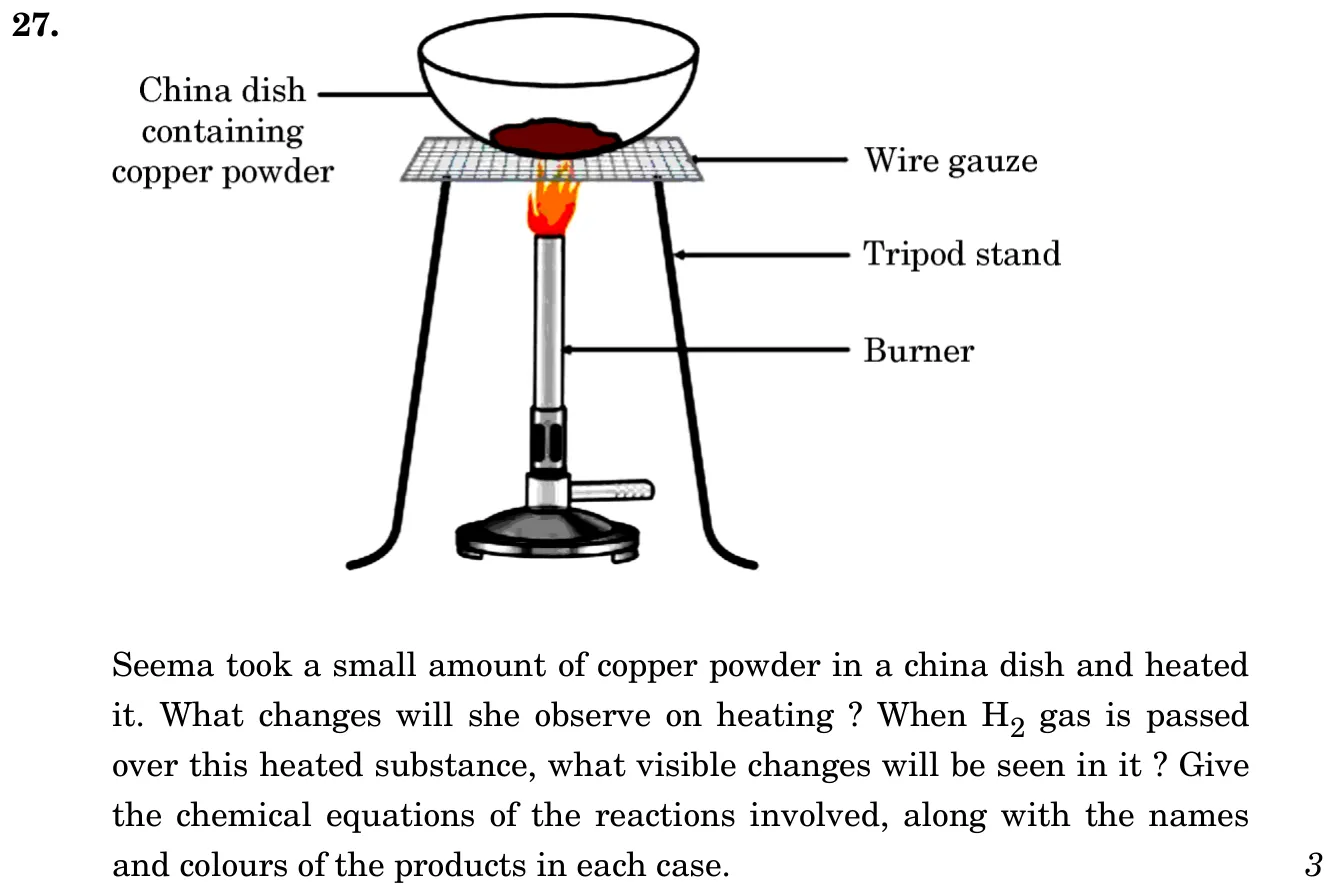 27.
China dish
containing
copper powder
Wire gauze
Tripod stand
Burner
Seema took a small amount of copper powder in a china dish and heated
it. What changes will she observe on heating ? When H₂ gas is passed
over this heated substance, what visible changes will be seen in it ? Give
the chemical equations of the reactions involved, along with the names
and colours of the products in each case.
3